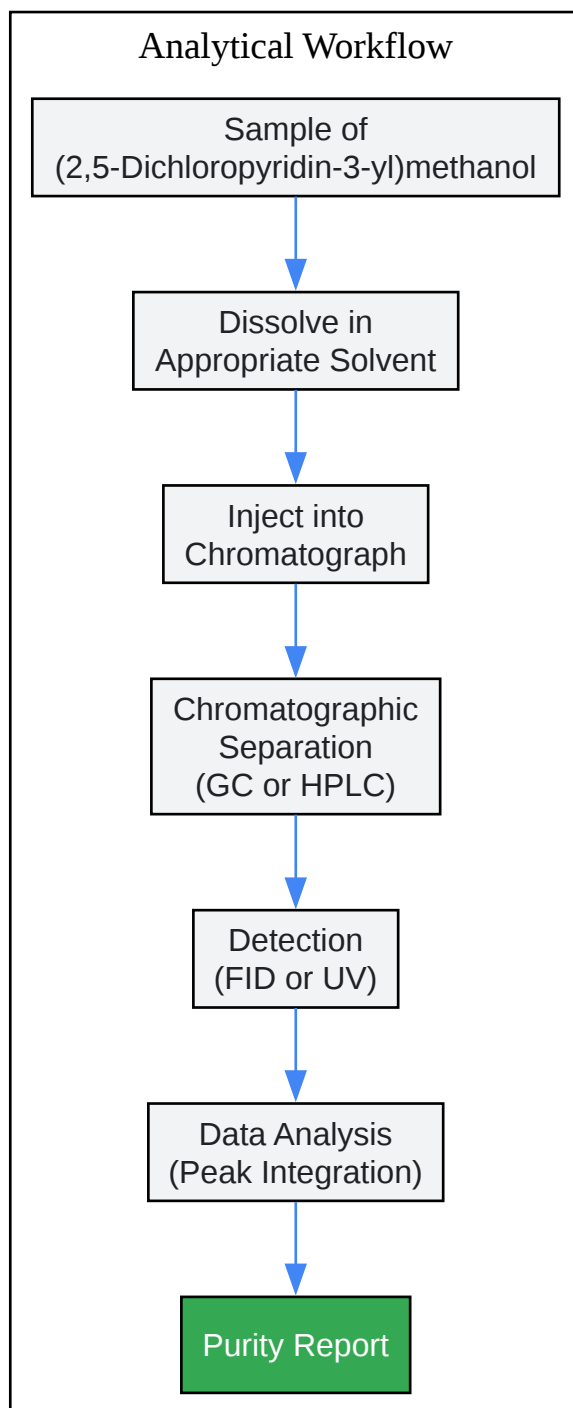 Analytical Workflow
Sample of
(2,5-Dichloropyridin-3-yl)methanol
Dissolve in
Appropriate Solvent
Inject into
Chromatograph
Chromatographic
Separation
(GC or HPLC)
Detection
(FID or UV)
Data Analysis
(Peak Integration)
Purity Report